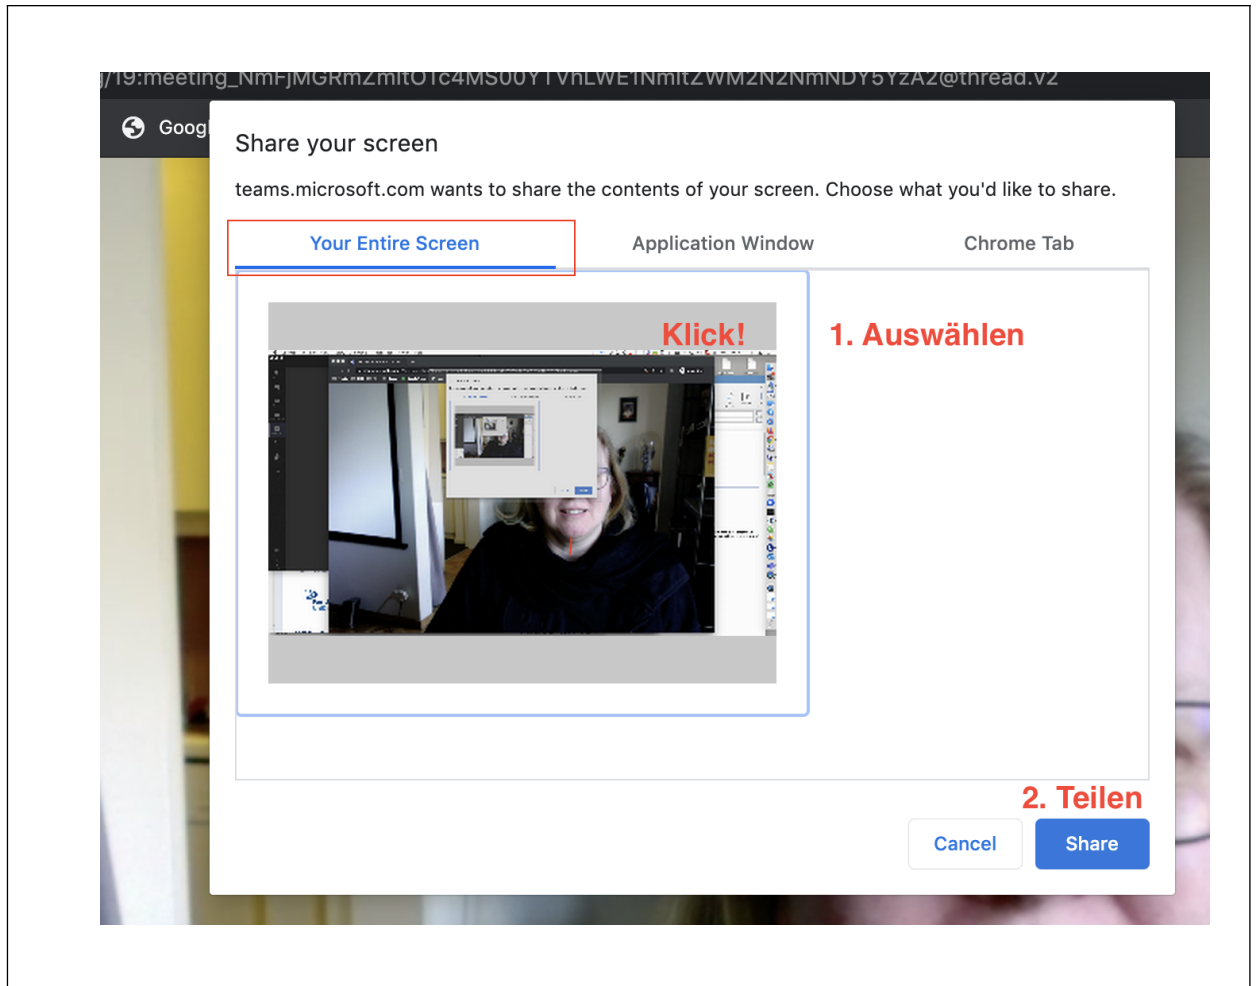 g/19:meeting_NmFjMGRmZmItOTc4MS00YTVhLWE1NmItZWM2N2NmNDY5YzA2@thread.v2
Googl
Share your screen
teams.microsoft.com wants to share the contents of your screen. Choose what you'd like to share.
Your Entire Screen Application Window Chrome Tab
Klick! 1. Auswählen
2. Teilen
Cancel Share